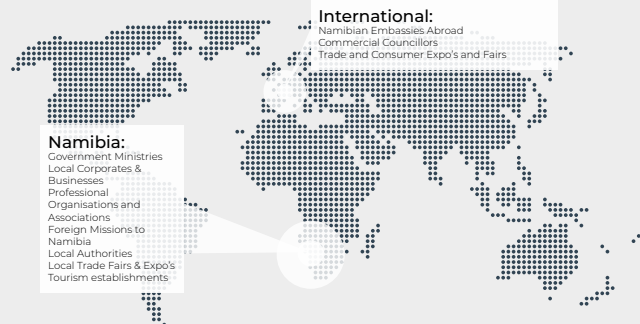 International:
Namibian Embassies Abroad
Commercial Councillors
Trade and Consumer Expo's and Fairs
Namibia:
Government Ministries
Local Corporates &
Businesses
Professional
Organisations and
Associations
Foreign Missions to
Namibia
Local Authorities
Local Trade Fairs & Expo's
Tourism establishments